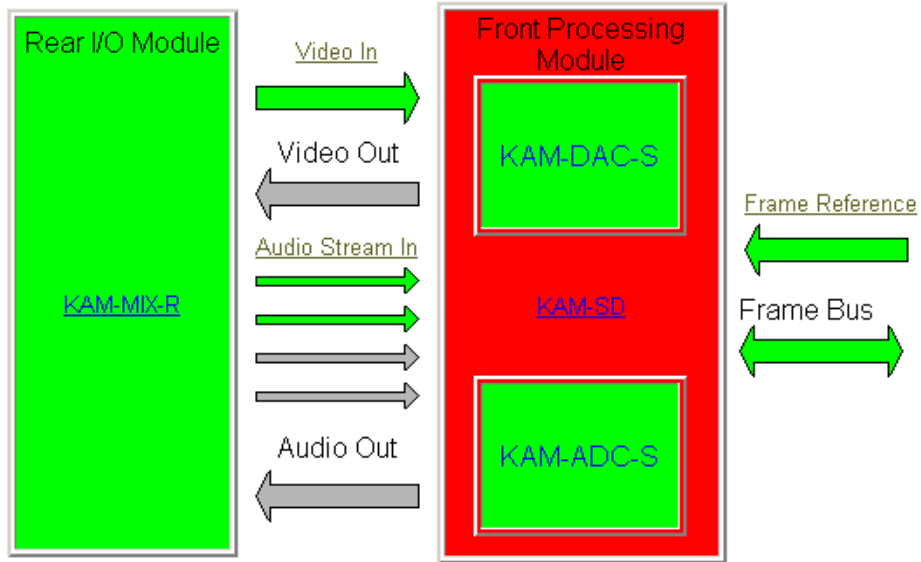 Rear I/O Module
KAM-MIX-R
Video In
Video Out
Audio Stream In
Audio Out
Front Processing
Module
KAM-DAC-S
KAM-SD
KAM-ADC-S
Frame Reference
Frame Bus